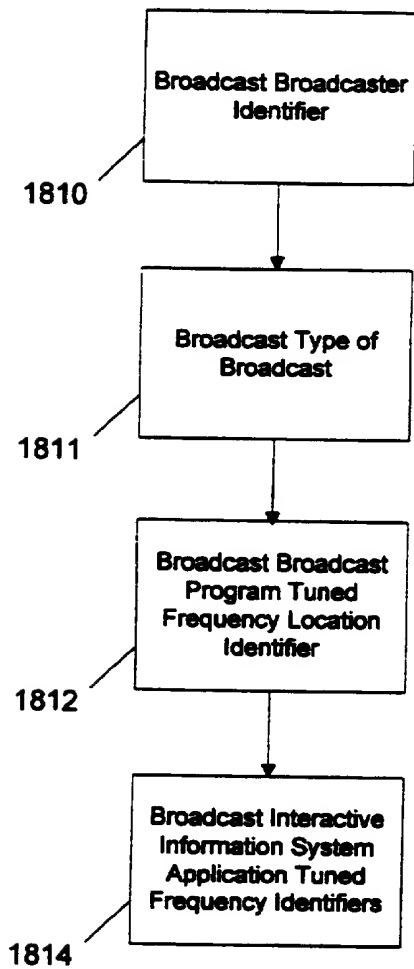 Broadcast Broadcaster
Identifier
1810
Broadcast Type of
Broadcast
1811
Broadcast Broadcast
Program Tuned
Frequency Location
Identifier
1812
Broadcast Interactive
Information System
Application Tuned
Frequency Identifiers
1814